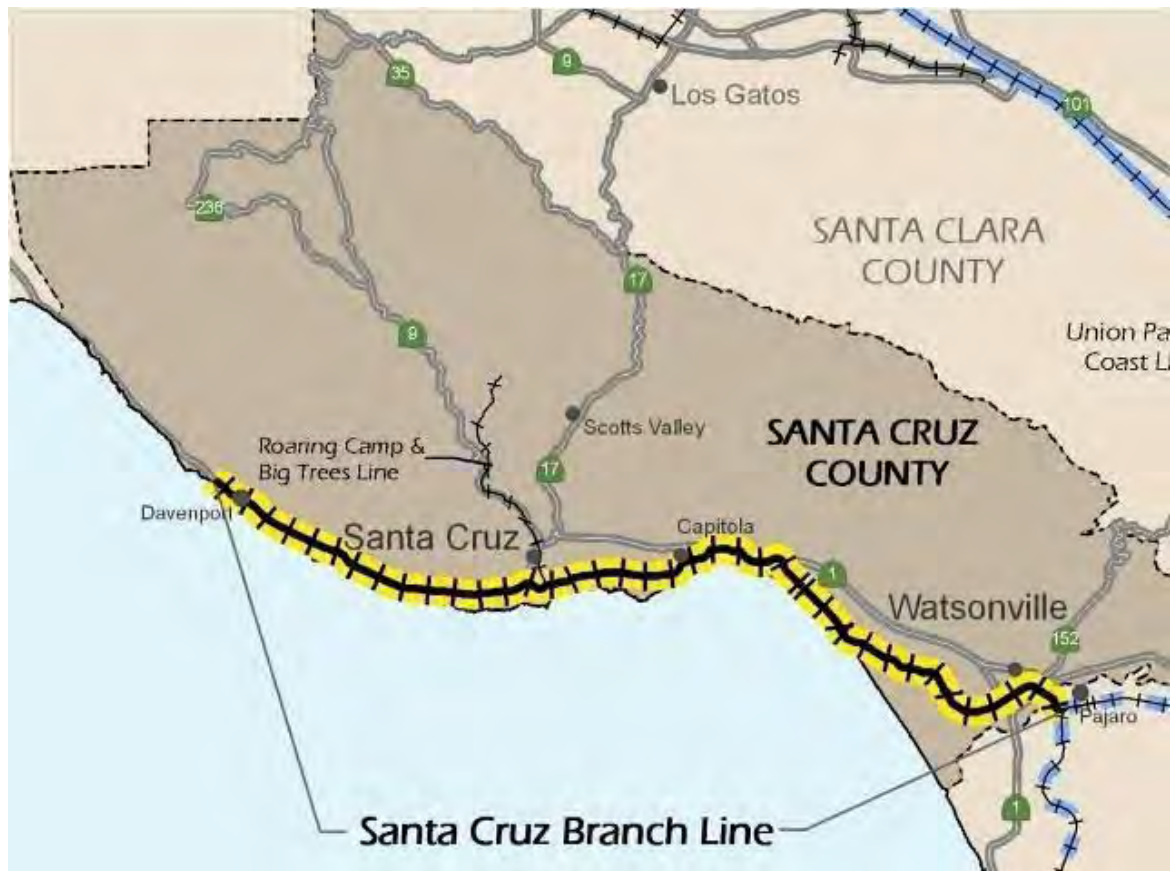 35
9
Los Gatos
101
236
SANTA CLARA
COUNTY
17
9
Union Pa
Coast L
Scotts Valley
SANTA CRUZ
COUNTY
Roaring Camp &
Big Trees Line
17
Davenport
Santa Cruz
Capitola
1
Watsonville
152
Pajaro
Santa Cruz Branch Line
1